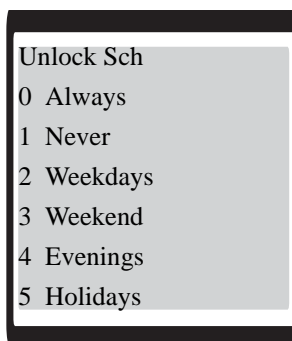 Unlock Sch
0 Always
1 Never
2 Weekdays
3 Weekend
4 Evenings
5 Holidays